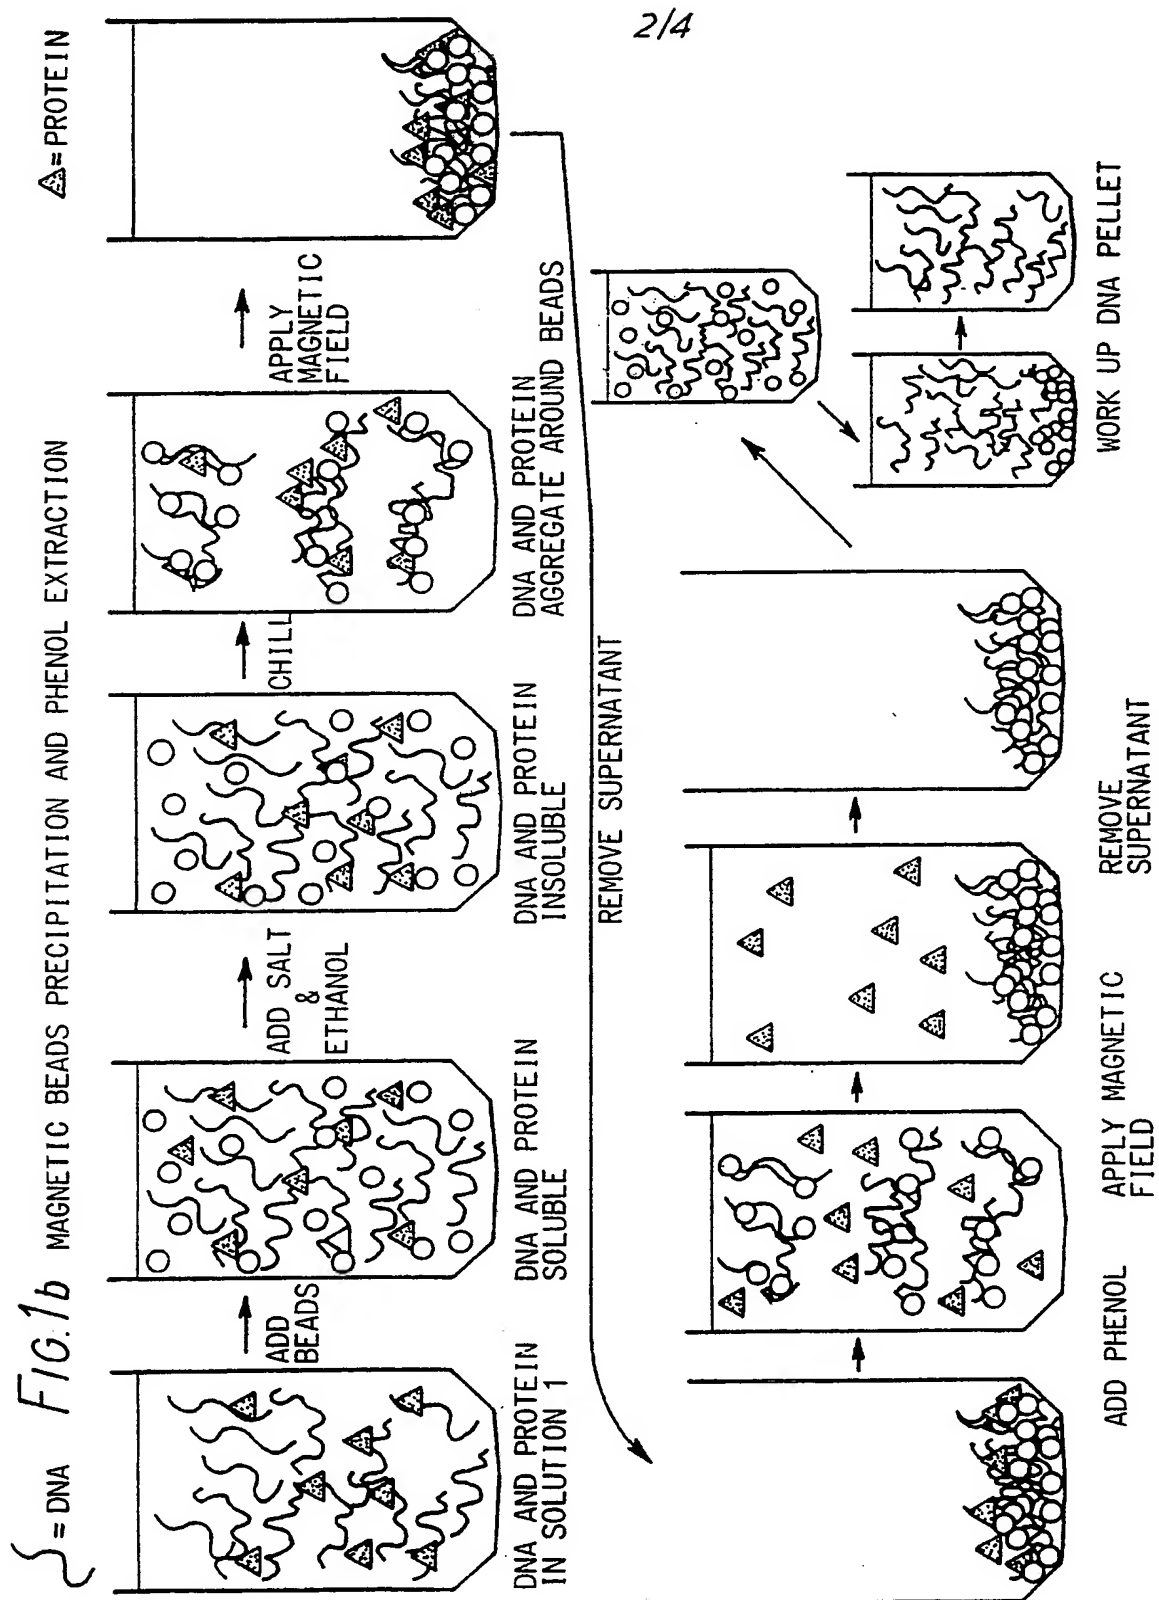 2/4
= DNA
FIG. 1b
MAGNETIC BEADS PRECIPITATION AND PHENOL EXTRACTION
= PROTEIN
ADD
BEADS
ADD SALT
&
ETHANOL
CHILL
APPLY
MAGNETIC
FIELD
DNA AND PROTEIN
IN SOLUTION 1
DNA AND PROTEIN
SOLUBLE
DNA AND PROTEIN
INSOLUBLE
DNA AND PROTEIN
AGGREGATE AROUND BEADS
REMOVE SUPERNATANT
ADD PHENOL
APPLY MAGNETIC
FIELD
REMOVE
SUPERNATANT
WORK UP DNA PELLET